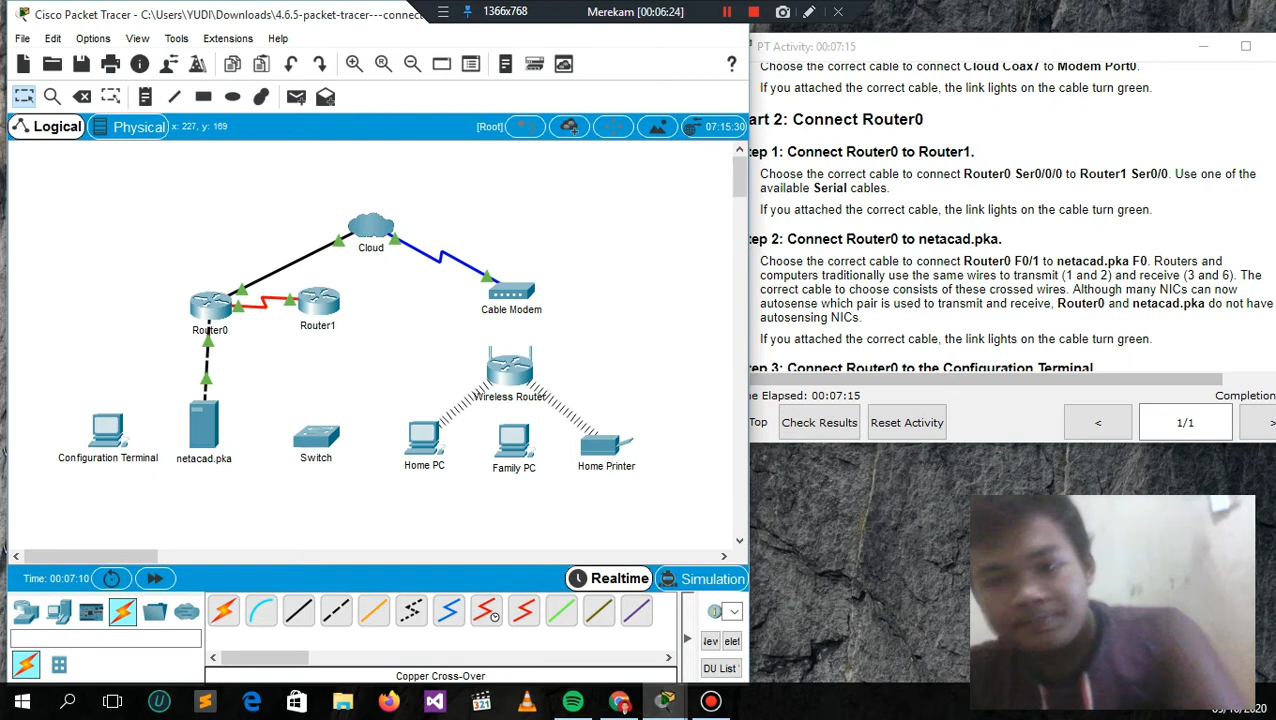 Cisco Packet Tracer - C:\Users\YUDI\Downloads\4.6.5-packet-tracer---connec
1366x768
Merekam [00:06:24]
File Edit Options View Tools Extensions Help
Logical
Physical
x: 227, y: 169
[Root]
07:15:30
Cloud
Cable Modem
Router0
Router1
Wireless Router
Configuration Terminal
netacad.pka
Switch
Home PC
Family PC
Home Printer
Time: 00:07:10
Realtime
Simulation
DU List
Copper Cross-Over
PT Activity: 00:07:15
Choose the correct cable to connect Cloud Coax7 to Modem Port0.
If you attached the correct cable, the link lights on the cable turn green.
art 2: Connect Router0
tep 1: Connect Router0 to Router1.
Choose the correct cable to connect Router0 Ser0/0/0 to Router1 Ser0/0. Use one of the
available Serial cables.
If you attached the correct cable, the link lights on the cable turn green.
tep 2: Connect Router0 to netacad.pka.
Choose the correct cable to connect Router0 F0/1 to netacad.pka F0. Routers and
computers traditionally use the same wires to transmit (1 and 2) and receive (3 and 6). The
correct cable to choose consists of these crossed wires. Although many NICs can now
autosense which pair is used to transmit and receive, Router0 and netacad.pka do not have
autosensing NICs.
If you attached the correct cable, the link lights on the cable turn green.
tep 3: Connect Router0 to the Configuration Terminal
e Elapsed: 00:07:15
Completion
Top
Check Results
Reset Activity
<
1/1
>